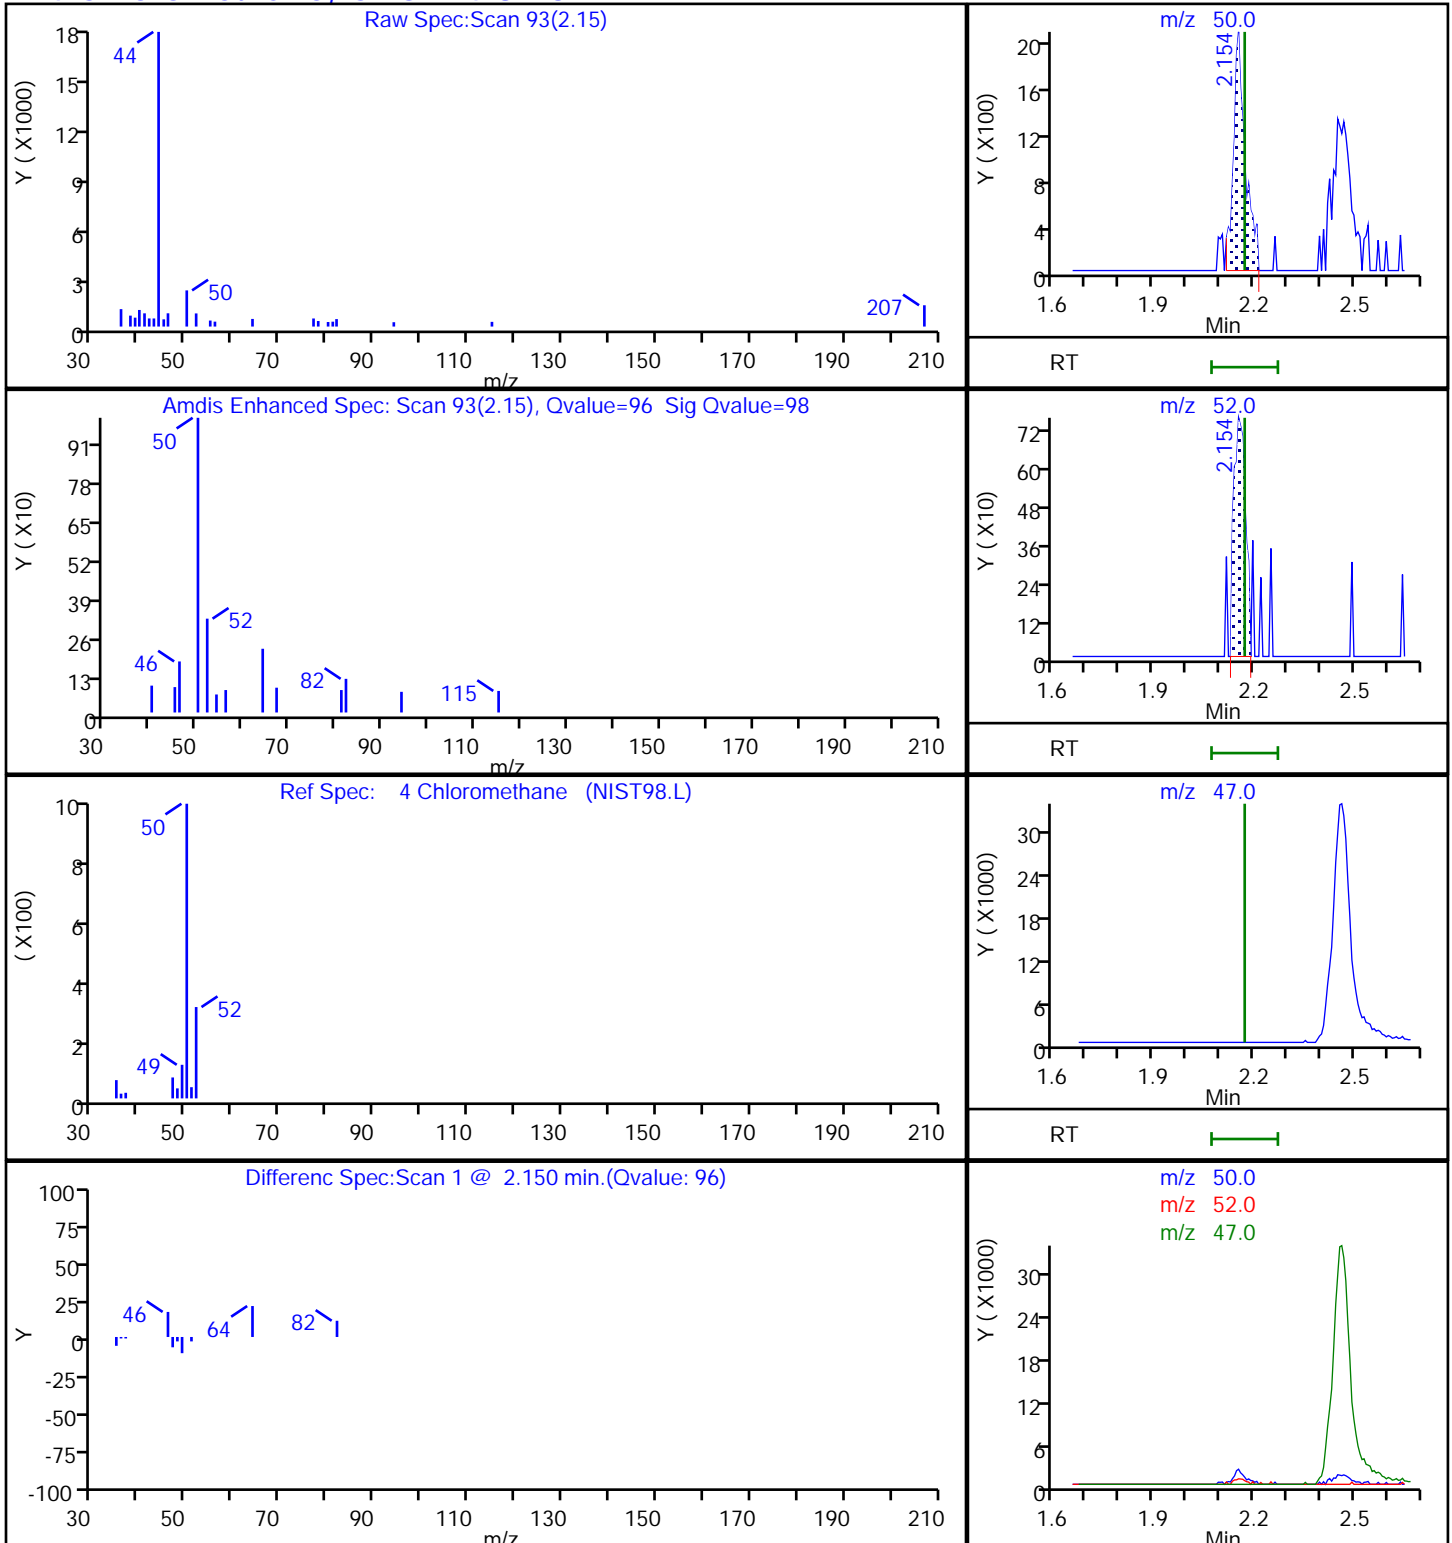 Raw Spec:Scan 93(2.15)
18
15
12
9
6
3
0
Y ( X1000)
44
50
207
30 50 70 90 110 130 150 170 190 210
m/z
m/z 50.0
20
16
12
8
4
0
Y ( X100)
2.154
1.6 1.9 2.2 2.5
Min
RT
Amdis Enhanced Spec: Scan 93(2.15), Qvalue=96 Sig Qvalue=98
91
78
65
52
39
26
13
0
Y ( X10)
50
52
46
82
115
30 50 70 90 110 130 150 170 190 210
m/z
m/z 52.0
72
60
48
36
24
12
0
Y ( X10)
2.154
1.6 1.9 2.2 2.5
Min
RT
Ref Spec: 4 Chloromethane (NIST98.L)
10
8
6
4
2
0
( X100)
50
52
49
30 50 70 90 110 130 150 170 190 210
m/z 47.0
30
24
18
12
6
0
Y ( X1000)
1.6 1.9 2.2 2.5
Min
RT
Differenc Spec:Scan 1 @ 2.150 min.(Qvalue: 96)
100
75
50
25
0
-25
-50
-75
-100
Y
46
64
82
30 50 70 90 110 130 150 170 190 210
m/z
m/z 50.0
m/z 52.0
m/z 47.0
30
24
18
12
6
0
Y ( X1000)
1.6 1.9 2.2 2.5
Min